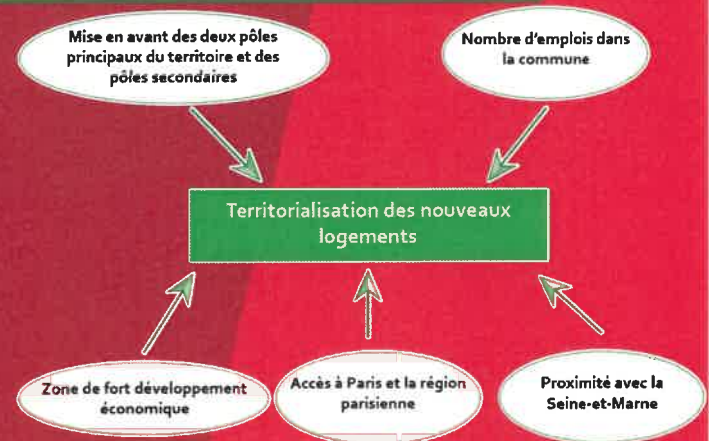 Mise en avant des deux pôles
principaux du territoire et des
pôles secondaires
Nombre d'emplois dans
la commune
Territorialisation des nouveaux
logements
Zone de fort développement
économique
Accès à Paris et la région
parisienne
Proximité avec la
Seine-et-Marne